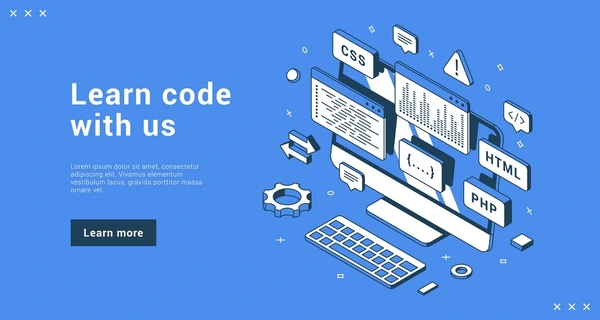 Learn code
with us
Lorem ipsum dolor sit amet, consectetur
adipiscing elit. Vivamus elementum
vestibulum lacus, gravida porttitor massa
ornare vel.
Learn more
CSS
</>
{....}
HTML
PHP